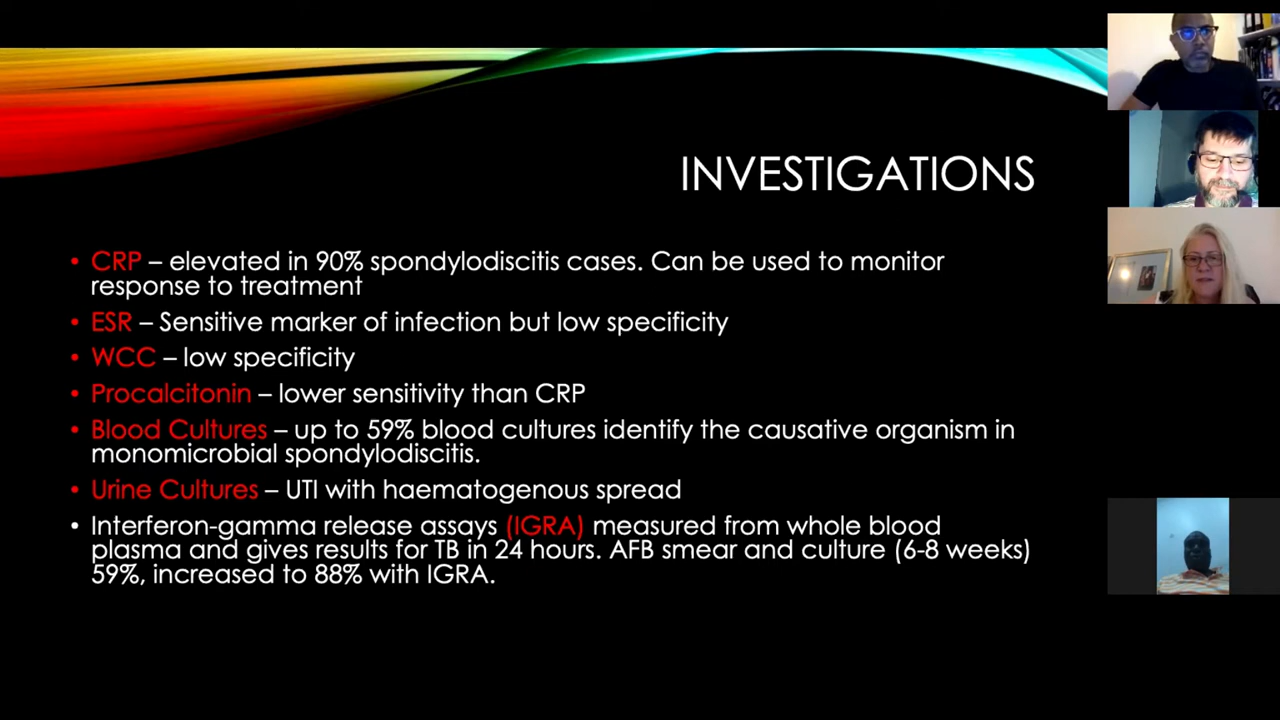 INVESTIGATIONS
• CRP – elevated in 90% spondylodiscitis cases. Can be used to monitor
response to treatment
• ESR – Sensitive marker of infection but low specificity
• WCC – low specificity
• Procalcitonin – lower sensitivity than CRP
• Blood Cultures – up to 59% blood cultures identify the causative organism in
monomicrobial spondylodiscitis.
• Urine Cultures – UTI with haematogenous spread
• Interferon-gamma release assays (IGRA) measured from whole blood
plasma and gives results for TB in 24 hours. AFB smear and culture (6-8 weeks)
59%, increased to 88% with IGRA.